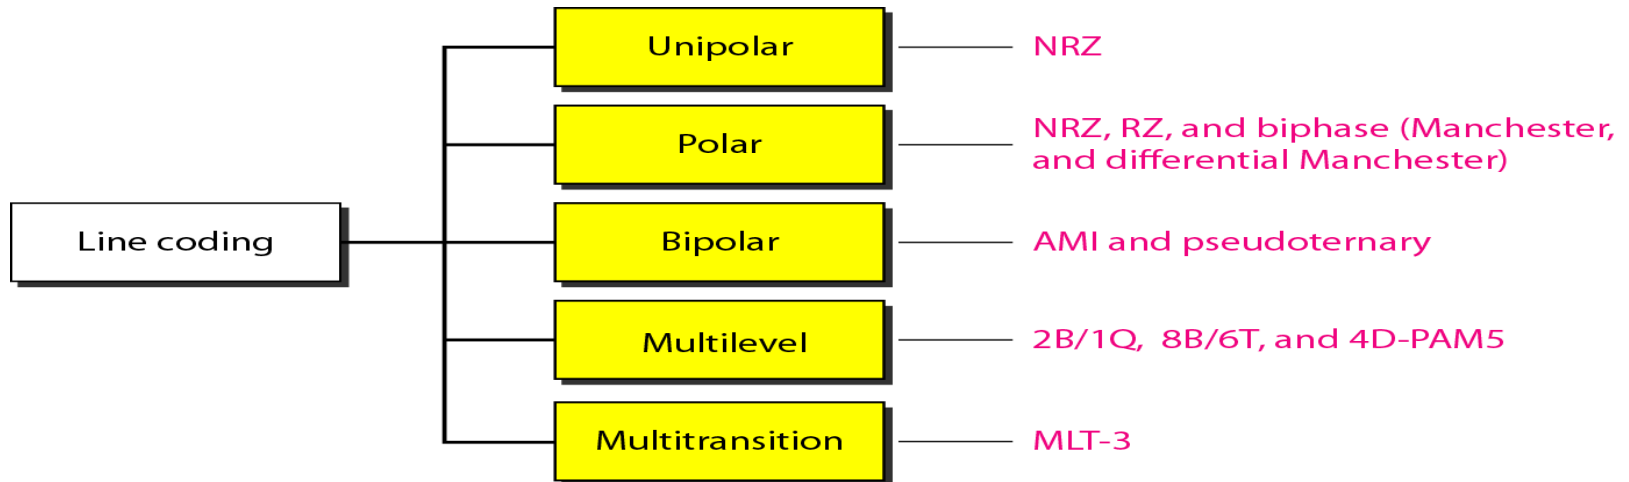 Unipolar
NRZ
Polar
NRZ, RZ, and biphase (Manchester,
and differential Manchester)
Line coding
Bipolar
AMI and pseudoternary
Multilevel
2B/1Q, 8B/6T, and 4D-PAM5
Multitransition
MLT-3